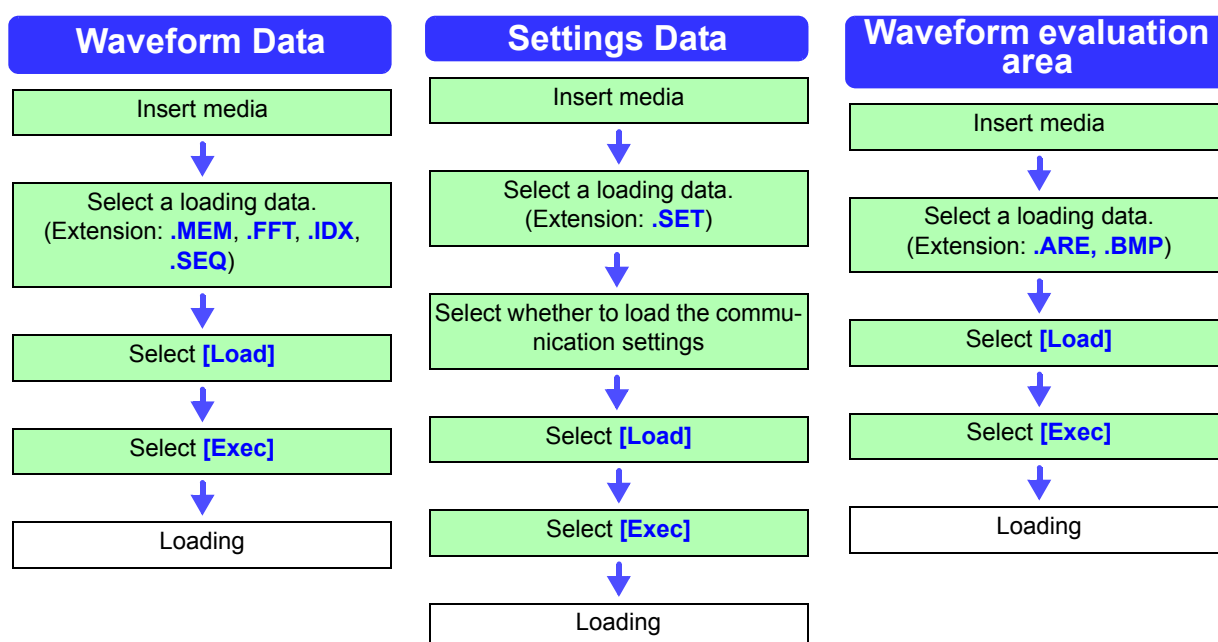 Waveform Data
Insert media
Select a loading data.
(Extension: .MEM, .FFT, .IDX,
.SEQ)
Select [Load]
Select [Exec]
Loading
Settings Data
Insert media
Select a loading data.
(Extension: .SET)
Select whether to load the commu-
nication settings
Select [Load]
Select [Exec]
Loading
Waveform evaluation
area
Insert media
Select a loading data.
(Extension: .ARE, .BMP)
Select [Load]
Select [Exec]
Loading